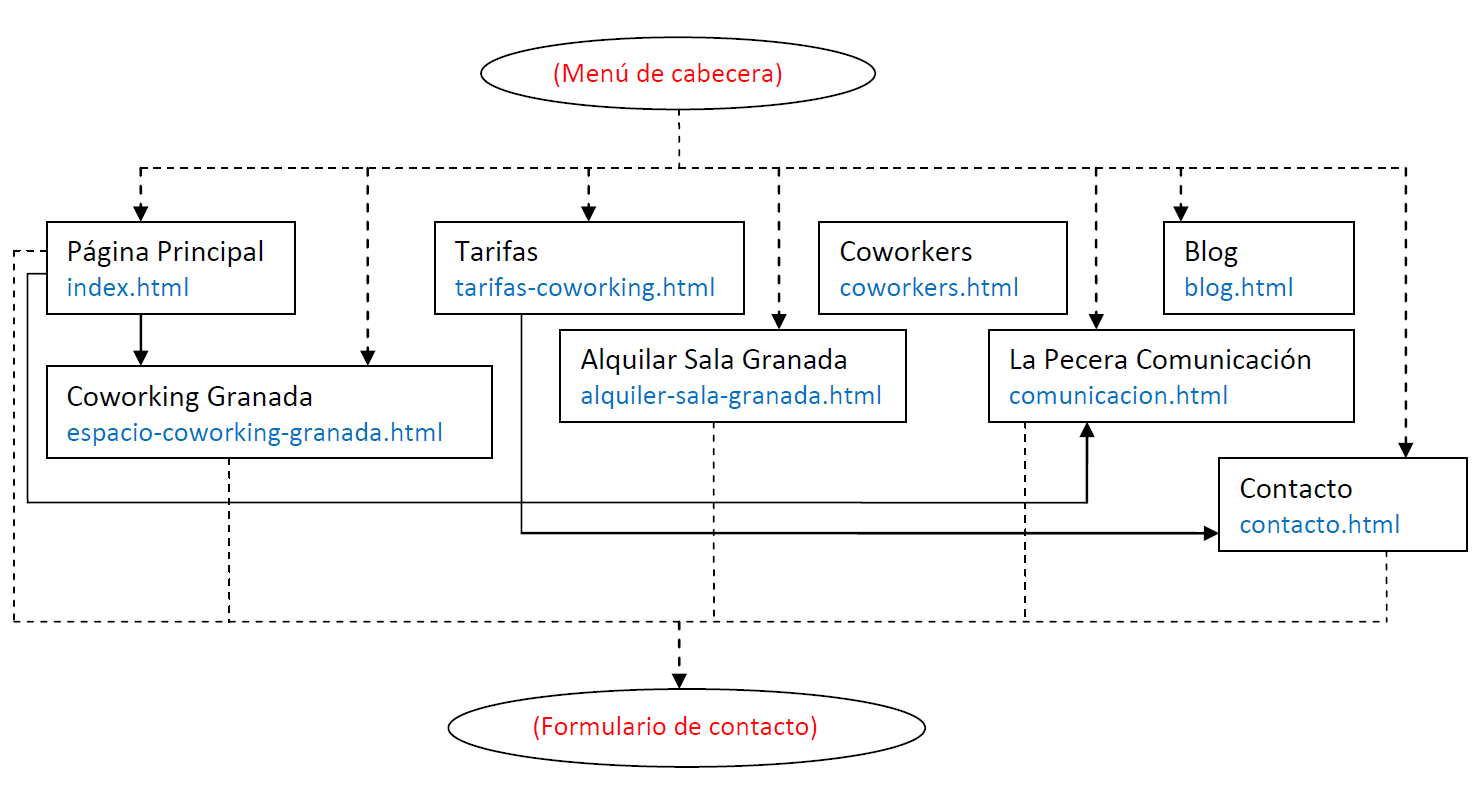 (Menú de cabecera)
Página Principal
index.html
Tarifas
tarifas-coworking.html
Coworkers
coworkers.html
Blog
blog.html
Coworking Granada
espacio-coworking-granada.html
Alquilar Sala Granada
alquiler-sala-granada.html
La Pecera Comunicación
comunicacion.html
Contacto
contacto.html
(Formulario de contacto)